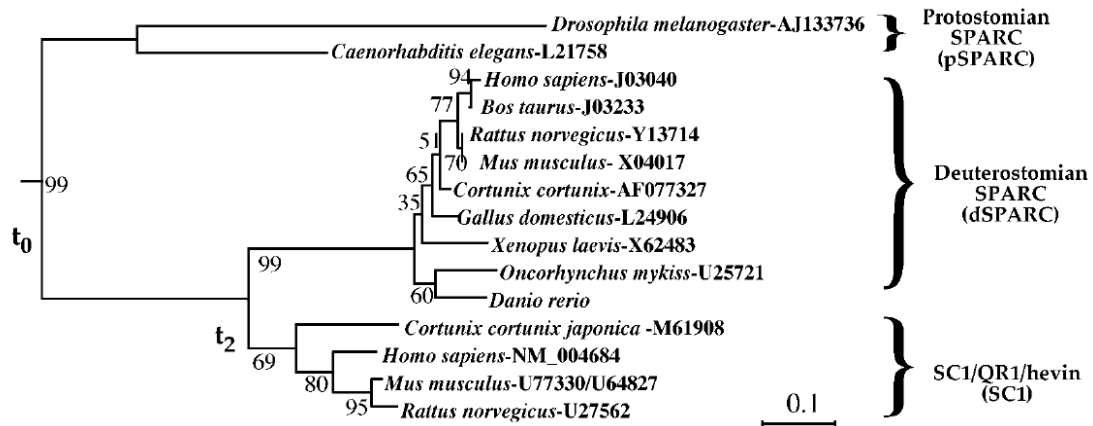 Drosophila melanogaster-AJ133736
Caenorhabditis elegans-L21758
Protostomian
SPARC
(pSPARC)
94
Homo sapiens-J03040
Bos taurus-J03233
77
Rattus norvegicus-Y13714
51
70
Mus musculus- X04017
65
Cortunix cortunix-AF077327
35
Gallus domesticus-L24906
Xenopus laevis-X62483
Oncorhynchus mykiss-U25721
60
Danio rerio
Deuterostomian
SPARC
(dSPARC)
99
t0
99
t2
69
Cortunix cortunix japonica -M61908
Homo sapiens-NM_004684
80
Mus musculus-U77330/U64827
95
Rattus norvegicus-U27562
SC1/QR1/hevin
(SC1)
0.1